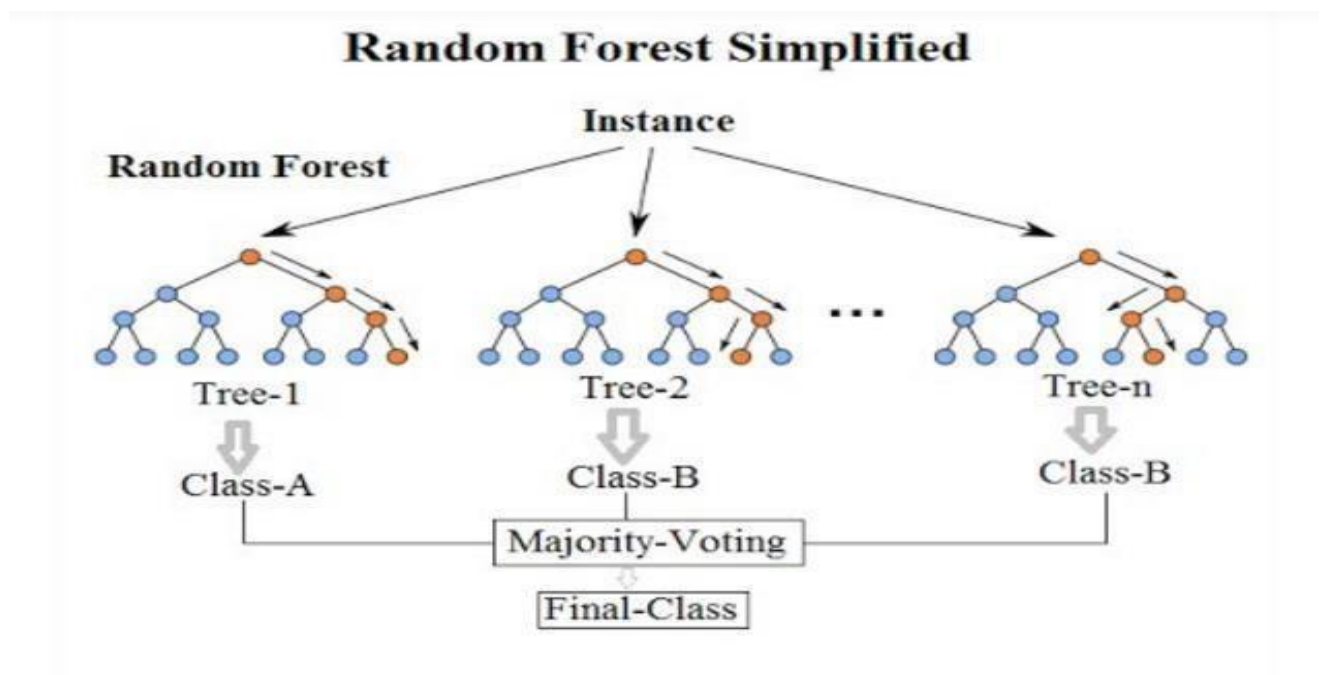 Random Forest Simplified
Instance
Random Forest
...
Tree-1
Tree-2
Tree-n
Class-A
Class-B
Class-B
Majority-Voting
Final-Class